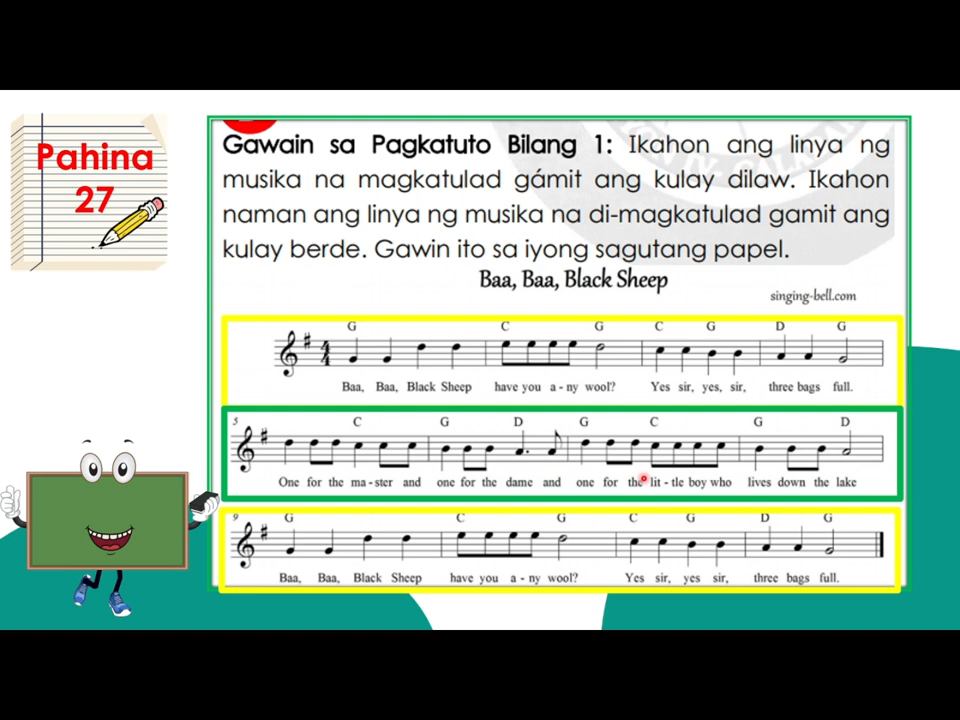 Pahina
27
Gawain sa Pagkatuto Bilang 1: Ikahon ang linya ng
musika na magkatulad gámit ang kulay dilaw. Ikahon
naman ang linya ng musika na di-magkatulad gamit ang
kulay berde. Gawin ito sa iyong sagutang papel.
Baa, Baa, Black Sheep
singing-bell.com
G C G C G D G
4
4
Baa, Baa, Black Sheep have you a - ny wool? Yes sir, yes, sir, three bags full.
5 C G D G C G D
One for the ma - ster and one for the dame and one for the lit - tle boy who lives down the lake
9 G C G C G D G
Baa, Baa, Black Sheep have you a - ny wool? Yes sir, yes sir, three bags full.